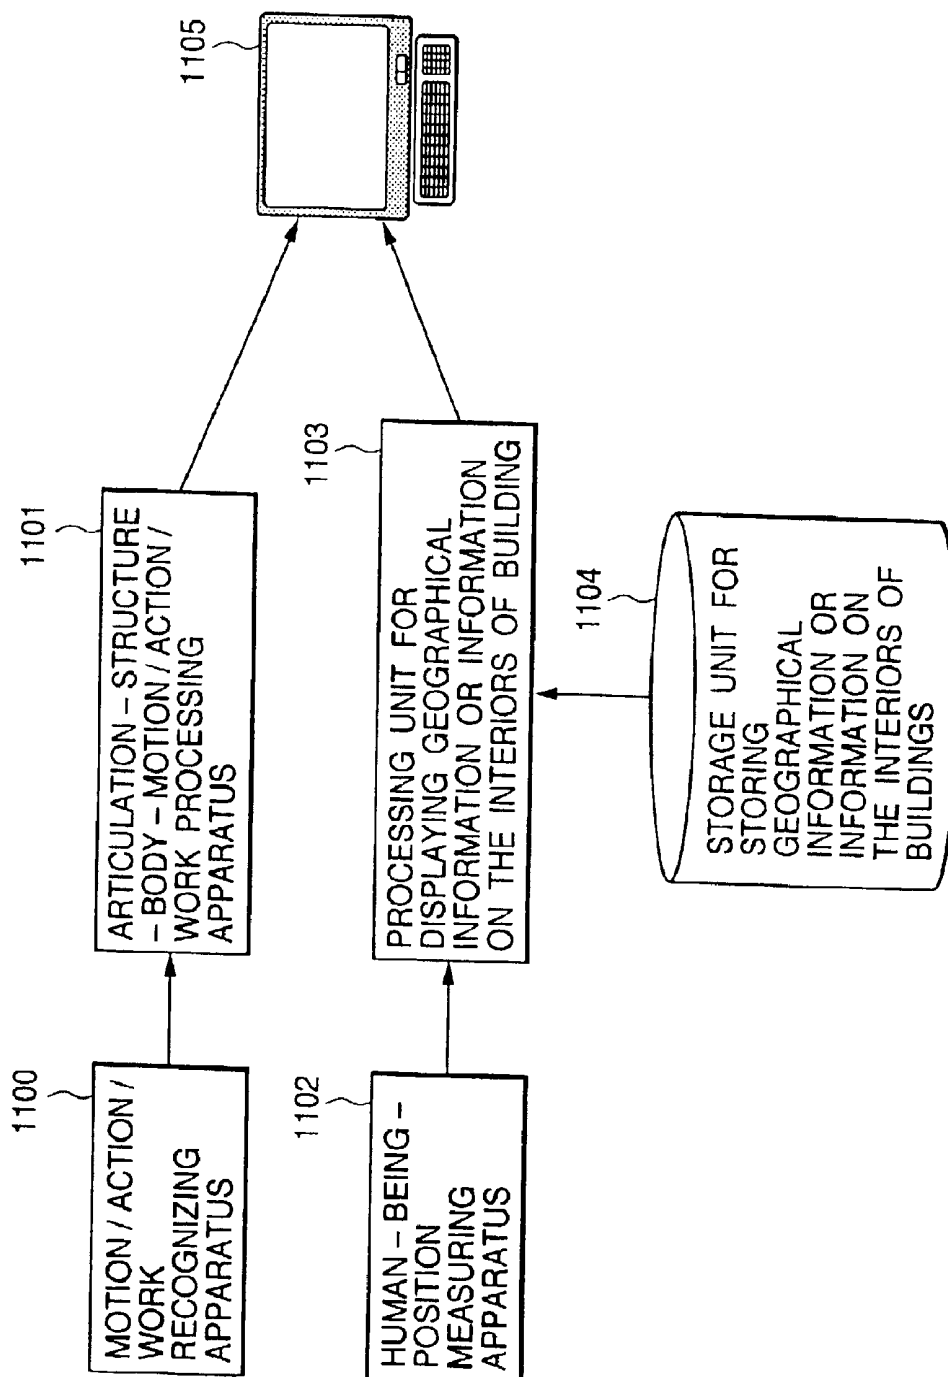 1100
MOTION / ACTION /
WORK
RECOGNIZING
APPARATUS
1101
ARTICULATION – STRUCTURE
– BODY – MOTION / ACTION /
WORK PROCESSING
APPARATUS
1105
1102
HUMAN – BEING –
POSITION
MEASURING
APPARATUS
1103
PROCESSING UNIT FOR
DISPLAYING GEOGRAPHICAL
INFORMATION OR INFORMATION
ON THE INTERIORS OF BUILDING
1104
STORAGE UNIT FOR
STORING
GEOGRAPHICAL
INFORMATION OR
INFORMATION ON
THE INTERIORS OF
BUILDINGS